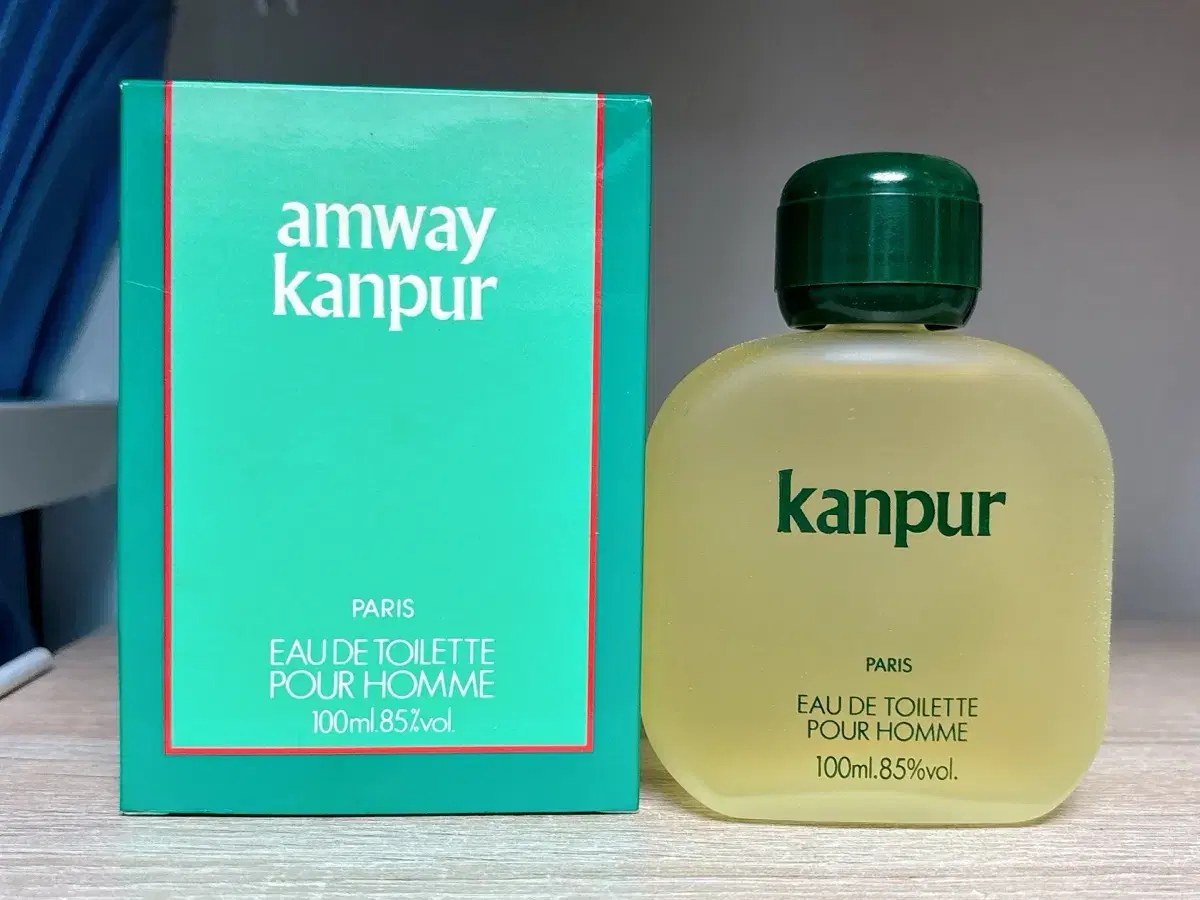 amway
kanpur
PARIS
EAU DE TOILETTE
POUR HOMME
100ml.85%vol.
kanpur
PARIS
EAU DE TOILETTE
POUR HOMME
100ml.85%vol.